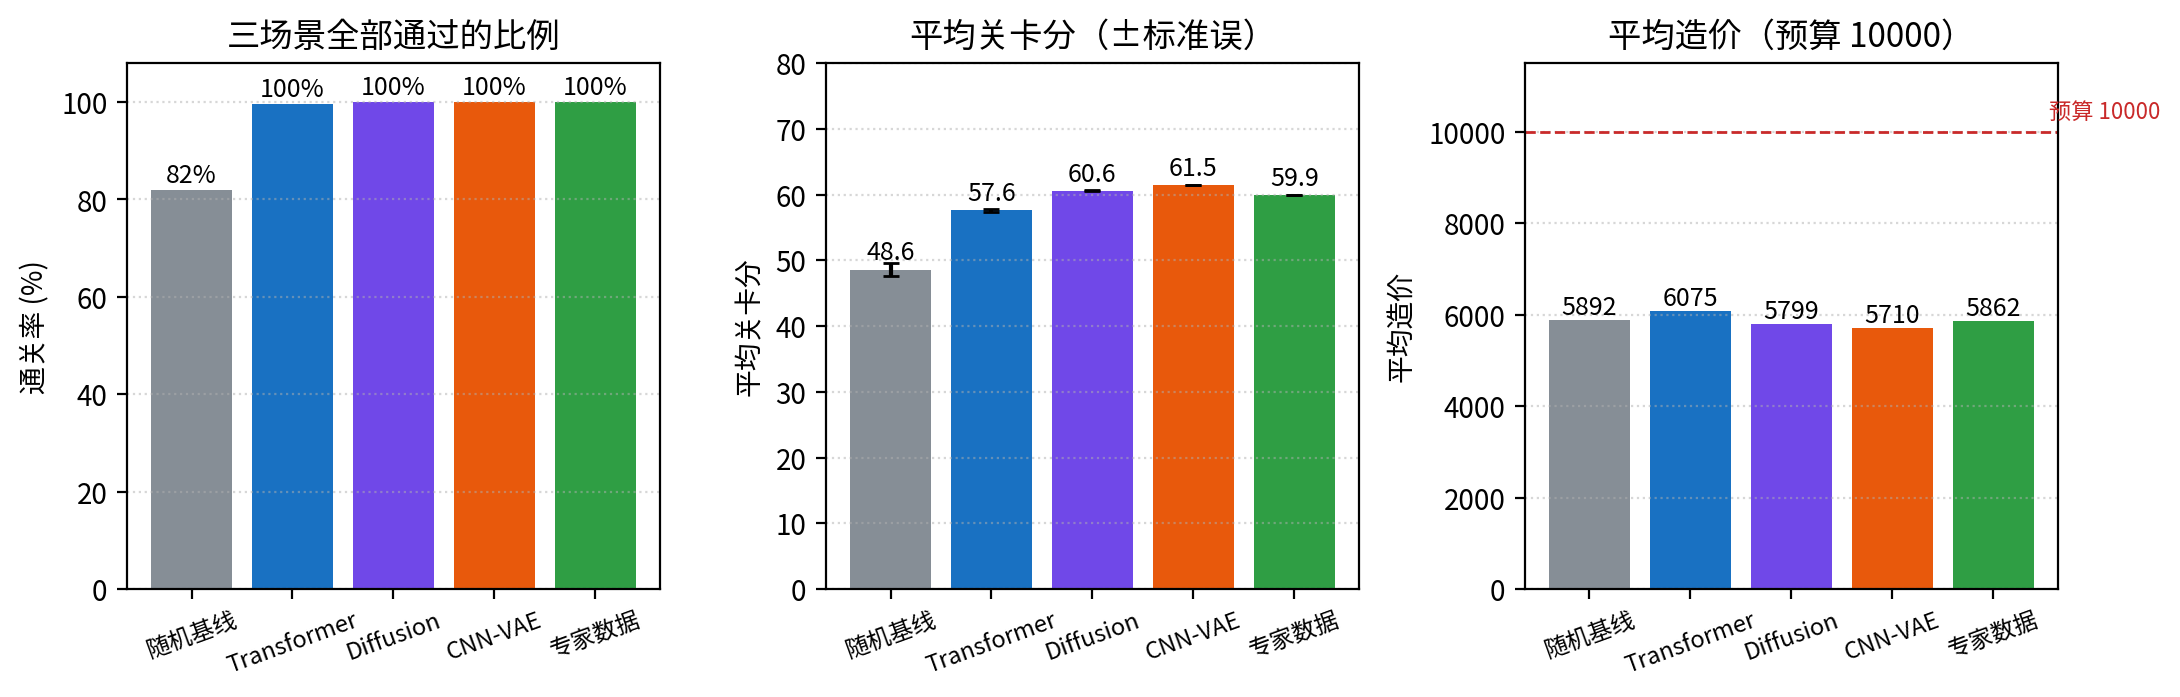 三场景全部通过的比例
通关率 (%)
100
80
60
40
20
0
82%
100%
100%
100%
100%
随机基线
Transformer
Diffusion
CNN-VAE
专家数据
平均关卡分（±标准误）
平均关卡分
80
70
60
50
40
30
20
10
0
48.6
57.6
60.6
61.5
59.9
随机基线
Transformer
Diffusion
CNN-VAE
专家数据
平均造价（预算 10000）
平均造价
10000
8000
6000
4000
2000
0
预算 10000
5892
6075
5799
5710
5862
随机基线
Transformer
Diffusion
CNN-VAE
专家数据